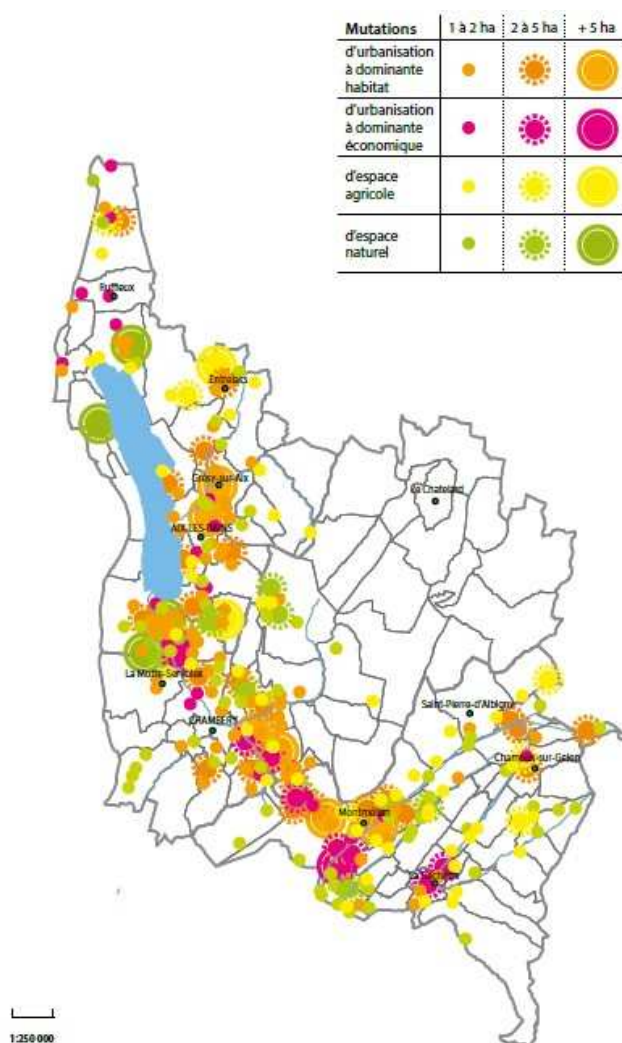 Mutations 1 à 2 ha 2 à 5 ha + 5 ha
d'urbanisation
à dominante
habitat
d'urbanisation
à dominante
économique
d'espace
agricole
d'espace
naturel
Ruffieux
Entrelacs
Grésy-sur-Aix
Le Chatelard
AIX-LES-BAINS
La Motte-Servolex
Saint-Pierre-d'Albigny
CHAMBERY
Chamoux-sur-Gelon
Montmélian
La Rochette
1:250 000